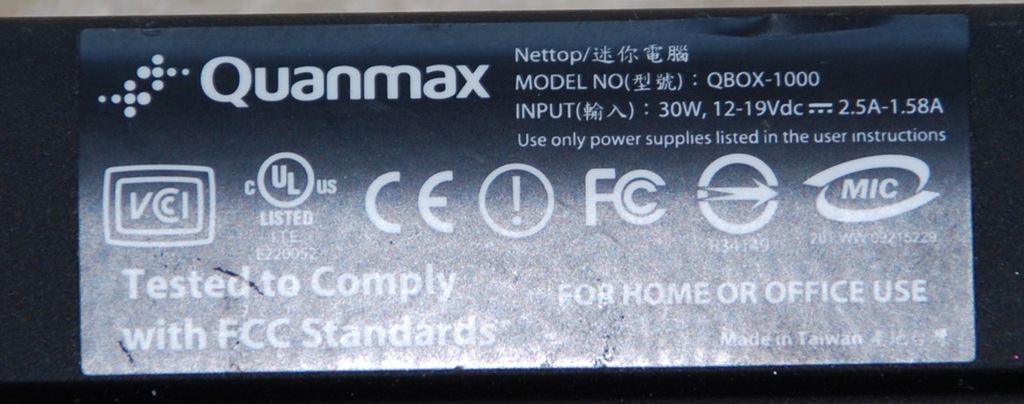 Quanmax
Nettop/迷你電腦
MODEL NO(型號) : QBOX-1000
INPUT(輸入) : 30W, 12-19Vdc ⎓ 2.5A-1.58A
Use only power supplies listed in the user instructions
VCI
c UL US
LISTED
ITE
E220052
CE
!
FC
R34149
MIC
Tested to Comply
with FCC Standards
FOR HOME OR OFFICE USE
Made in Taiwan